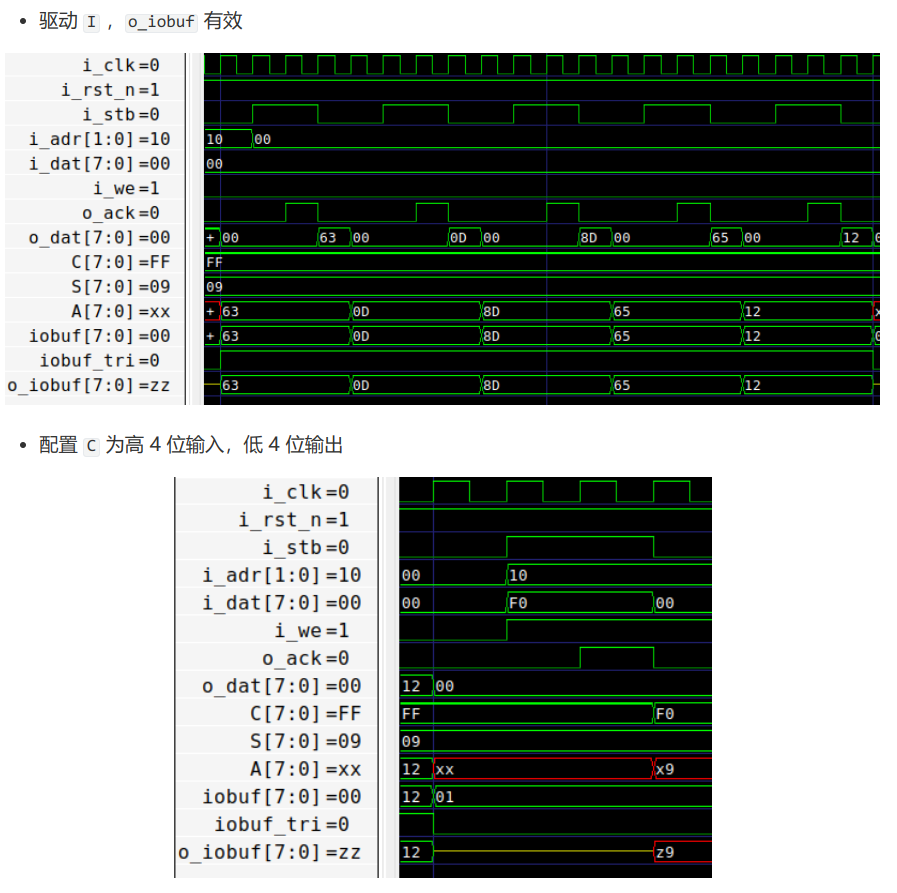 • 驱动 I ，o_iobuf 有效
i_clk=0
i_rst_n=1
i_stb=0
i_adr[1:0]=10 10 00
i_dat[7:0]=00 00
i_we=1
o_ack=0
o_dat[7:0]=00 + 00 63 00 0D 00 8D 00 65 00 12 0
C[7:0]=FF FF
S[7:0]=09 09
A[7:0]=xx + 63 0D 8D 65 12 x
iobuf[7:0]=00 + 63 0D 8D 65 12 0
iobuf_tri=0
o_iobuf[7:0]=zz 63 0D 8D 65 12
• 配置 C 为高 4 位输入，低 4 位输出
i_clk=0
i_rst_n=1
i_stb=0
i_adr[1:0]=10 00 10
i_dat[7:0]=00 00 F0 00
i_we=1
o_ack=0
o_dat[7:0]=00 12 00
C[7:0]=FF FF F0
S[7:0]=09 09
A[7:0]=xx 12 xx x9
iobuf[7:0]=00 12 01
iobuf_tri=0
o_iobuf[7:0]=zz 12 z9